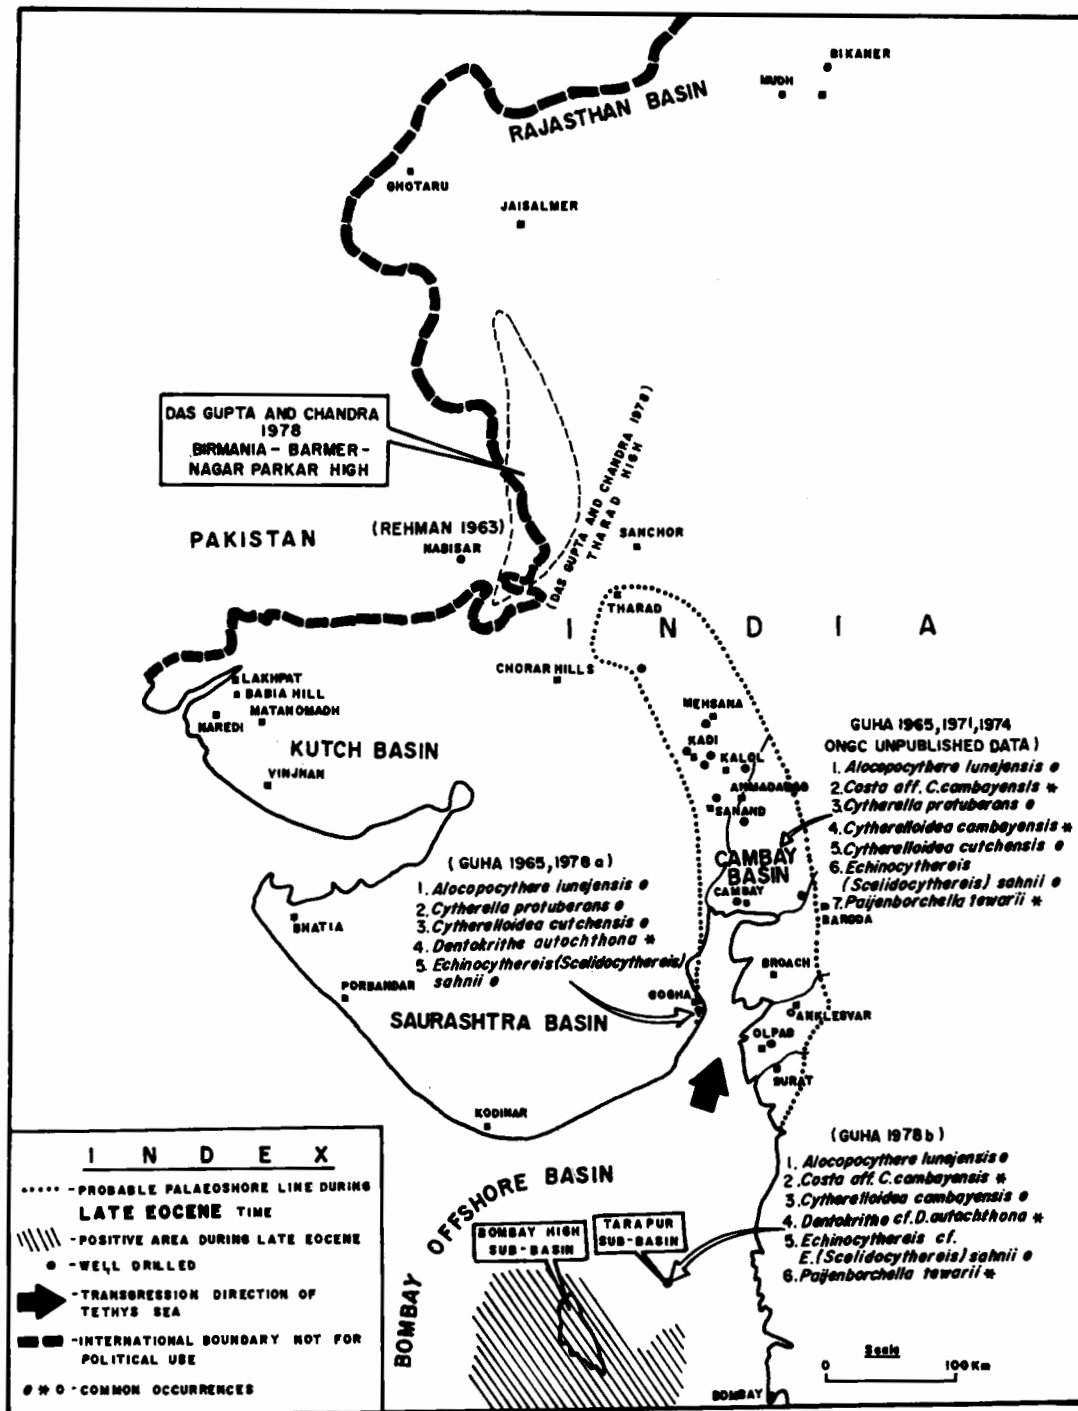 BIKANER
MUDH
RAJASTHAN BASIN
GHOTARU
JAISALMER
DAS GUPTA AND CHANDRA
1978
BIRMANIA - BARMER -
NAGAR PARKAR HIGH
(DAS GUPTA AND CHANDRA 1978)
THARAD HIGH
PAKISTAN
(REHMAN 1963)
NABISAR
SANCHOR
THARAD
I N D I A
CHORAR HILLS
LAKHPAT
BABIA HILL
MATANOMADH
NAREDI
KUTCH BASIN
VINJHAN
MEHSANA
KADI
KALOL
AHMADABAD
SANAND
GUHA 1965, 1971, 1974
ONGC UNPUBLISHED DATA)
1. Alocopocythere lunejensis
2. Costa aff. C. cambayensis *
3. Cytherella protuberans
4. Cytherelloidea cambayensis *
5. Cytherelloidea cutchensis
6. Echinocythereis
(Scelidocythereis) sahnii
7. Paijenborchella tewarii *
CAMBAY
BASIN
CAMBAY
BARODA
(GUHA 1965, 1978 a)
1. Alocopocythere lunejensis
2. Cytherella protuberans
3. Cytherelloidea cutchensis
4. Dentokrithe autochthona *
5. Echinocythereis (Scelidocythereis)
sahnii
BHATIA
PORBANDAR
SAURASHTRA BASIN
GOGHA
BROACH
ANKLESVAR
OLPAD
SURAT
KODINAR
(GUHA 1978 b)
1. Alocopocythere lunejensis
2. Costa aff. C. cambayensis *
3. Cytherelloidea cambayensis
4. Dentokrithe cf. D. autochthona *
5. Echinocythereis cf.
E. (Scelidocythereis) sahnii
6. Paijenborchella tewarii *
BOMBAY OFFSHORE BASIN
BOMBAY HIGH
SUB-BASIN
TARAPUR
SUB-BASIN
BOMBAY
Scale
0 100 Km
I N D E X
- PROBABLE PALAEOSHORE LINE DURING
LATE EOCENE TIME
- POSITIVE AREA DURING LATE EOCENE
- WELL DRILLED
- TRANSGRESSION DIRECTION OF
TETHYS SEA
- INTERNATIONAL BOUNDARY NOT FOR
POLITICAL USE
- COMMON OCCURRENCES